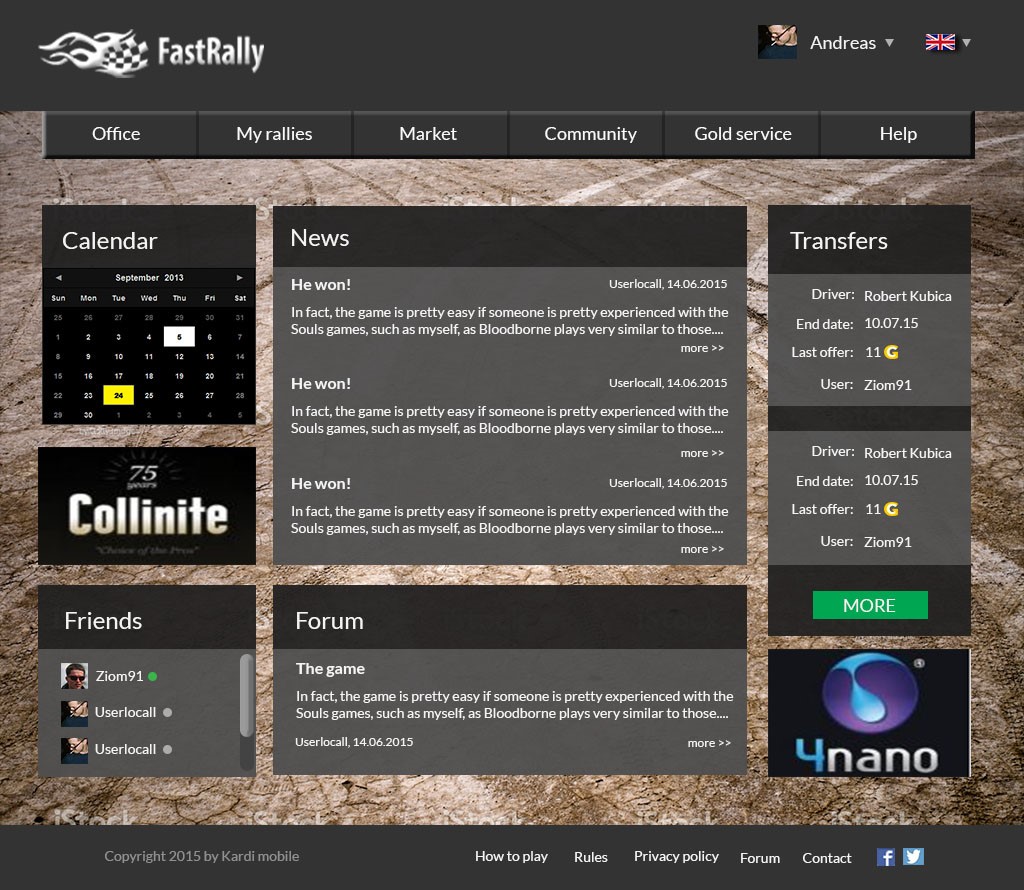 FastRally
Andreas
Office My rallies Market Community Gold service Help
Calendar
September 2013
Sun Mon Tue Wed Thu Fri Sat
25 26 27 28 29 30 31
1 2 3 4 5 6 7
8 9 10 11 12 13 14
15 16 17 18 19 20 21
22 23 24 25 26 27 28
29 30 1 2 3 4 5
75
years
Collinite
"Choice of the Pros"
Friends
Ziom91
Userlocall
Userlocall
News
He won! Userlocall, 14.06.2015
In fact, the game is pretty easy if someone is pretty experienced with the
Souls games, such as myself, as Bloodborne plays very similar to those....
more >>
He won! Userlocall, 14.06.2015
In fact, the game is pretty easy if someone is pretty experienced with the
Souls games, such as myself, as Bloodborne plays very similar to those....
more >>
He won! Userlocall, 14.06.2015
In fact, the game is pretty easy if someone is pretty experienced with the
Souls games, such as myself, as Bloodborne plays very similar to those....
more >>
Forum
The game
In fact, the game is pretty easy if someone is pretty experienced with the
Souls games, such as myself, as Bloodborne plays very similar to those....
Userlocall, 14.06.2015 more >>
Transfers
Driver: Robert Kubica
End date: 10.07.15
Last offer: 11 G
User: Ziom91
Driver: Robert Kubica
End date: 10.07.15
Last offer: 11 G
User: Ziom91
MORE
4nano
iStock
Copyright 2015 by Kardi mobile How to play Rules Privacy policy Forum Contact